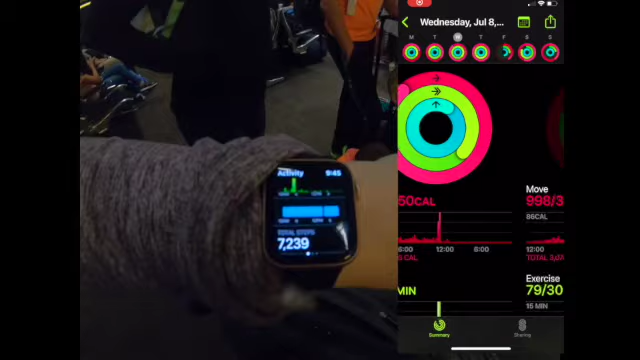 Activity 9:45
TOTAL STEPS
7,239
Wednesday, Jul 8,...
M T W T F S S
50CAL
Move
998/3
86CAL
12:00 6:00
12:00
S CAL
MIN
Exercise
79/30
15 MIN
Summary
Sharing